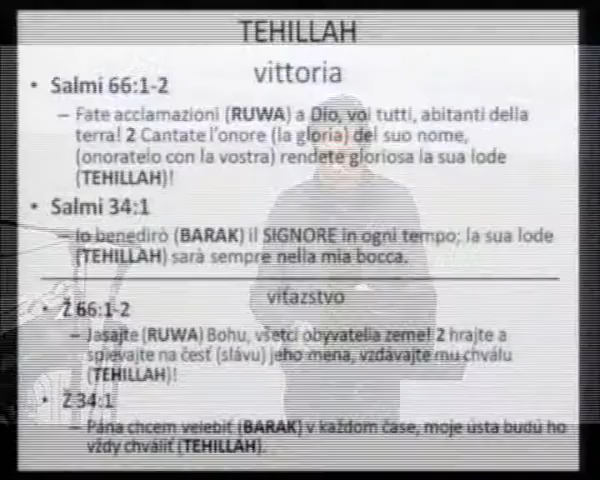 TEHILLAH
vittoria
• Salmi 66:1-2
– Fate acclamazioni (RUWA) a Dio, voi tutti, abitanti della
terra! 2 Cantate l'onore (la gloria) del suo nome,
(onoratelo con la vostra) rendete gloriosa la sua lode
(TEHILLAH)!
• Salmi 34:1
– Io benedirò (BARAK) il SIGNORE in ogni tempo; la sua lode
(TEHILLAH) sarà sempre nella mia bocca.
víťazstvo
• Ž 66:1-2
– Jasajte (RUWA) Bohu, všetci obyvatelia zeme! 2 hrajte a
spievajte na česť (slávu) jeho mena, vzdávajte mu chválu
(TEHILLAH)!
• Ž 34:1
– Pána chcem velebiť (BARAK) v každom čase, moje ústa budú ho
vždy chváliť (TEHILLAH).